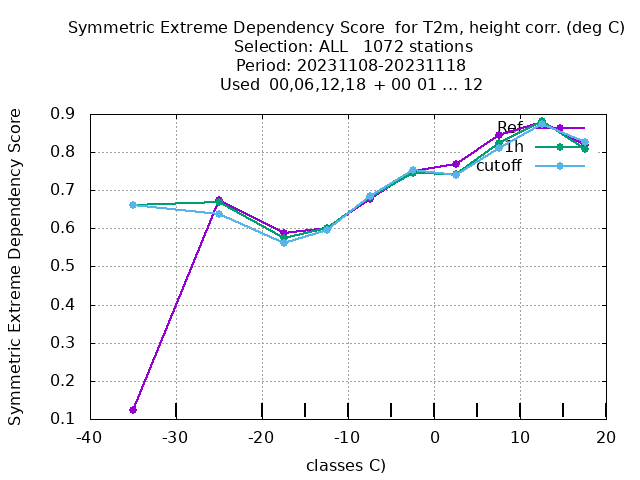 Symmetric Extreme Dependency Score  for T2m, height corr. (deg C)
Selection: ALL   1072 stations
Period: 20231108-20231118
Used  00,06,12,18  + 00 01 ... 12
Symmetric Extreme Dependency Score
0.9
0.8
0.7
0.6
0.5
0.4
0.3
0.2
0.1
Ref
1h
cutoff
-40 -30 -20 -10 0 10 20
classes C)